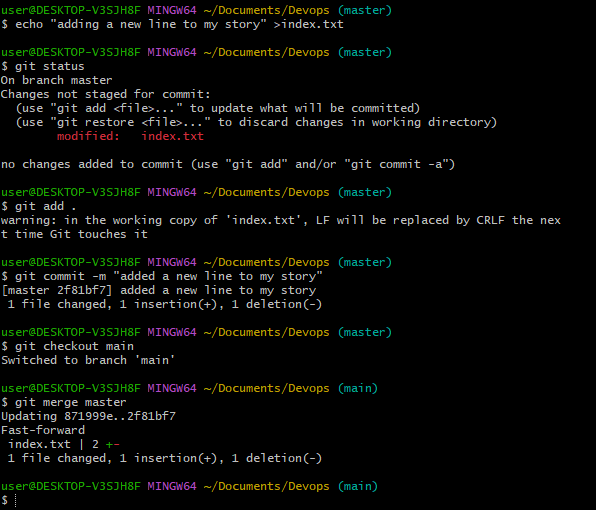 user@DESKTOP-V3SJH8F MINGW64 ~/Documents/Devops (master)
$ echo "adding a new line to my story" >index.txt

user@DESKTOP-V3SJH8F MINGW64 ~/Documents/Devops (master)
$ git status
On branch master
Changes not staged for commit:
  (use "git add <file>..." to update what will be committed)
  (use "git restore <file>..." to discard changes in working directory)
        modified:   index.txt

no changes added to commit (use "git add" and/or "git commit -a")

user@DESKTOP-V3SJH8F MINGW64 ~/Documents/Devops (master)
$ git add .
warning: in the working copy of 'index.txt', LF will be replaced by CRLF the nex
t time Git touches it

user@DESKTOP-V3SJH8F MINGW64 ~/Documents/Devops (master)
$ git commit -m "added a new line to my story"
[master 2f81bf7] added a new line to my story
 1 file changed, 1 insertion(+), 1 deletion(-)

user@DESKTOP-V3SJH8F MINGW64 ~/Documents/Devops (master)
$ git checkout main
Switched to branch 'main'

user@DESKTOP-V3SJH8F MINGW64 ~/Documents/Devops (main)
$ git merge master
Updating 871999e..2f81bf7
Fast-forward
 index.txt | 2 +-
 1 file changed, 1 insertion(+), 1 deletion(-)

user@DESKTOP-V3SJH8F MINGW64 ~/Documents/Devops (main)
$